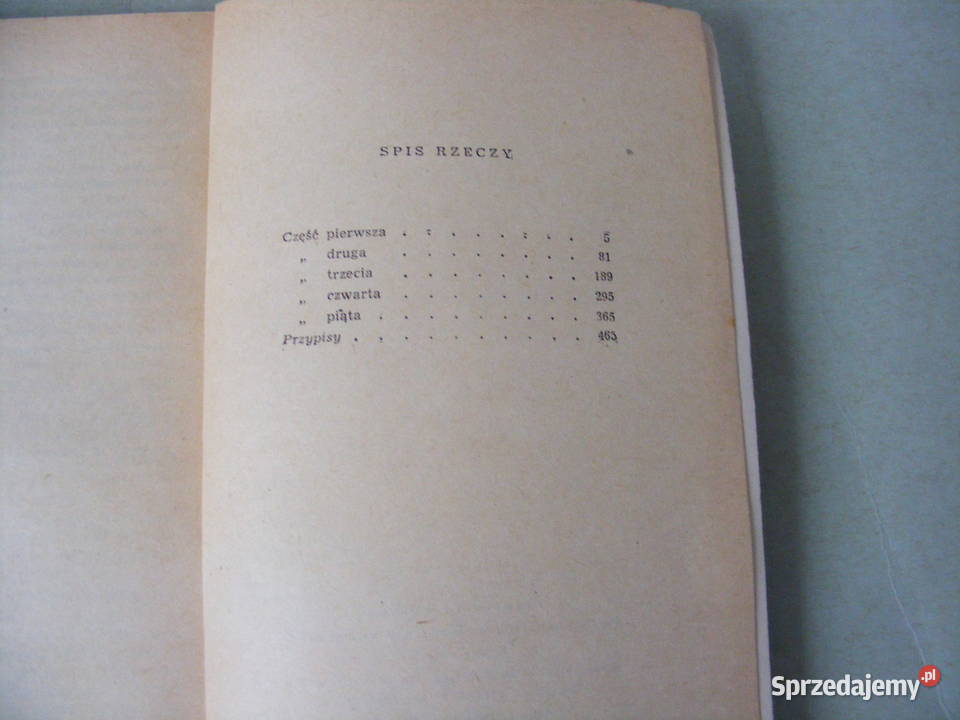 SPIS RZECZY
Część pierwsza . . . . . . . . 5
„ druga . . . . . . . . 81
„ trzecia . . . . . . . . 189
„ czwarta . . . . . . . . 295
„ piąta . . . . . . . . . 365
Przypisy . . . . . . . . . . 465
Sprzedajemy.pl